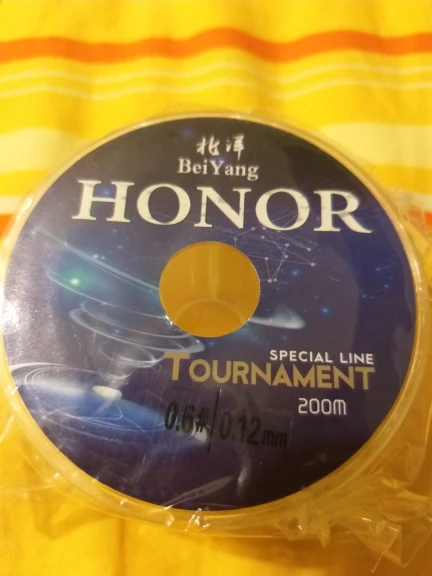 北洋
BeiYang
HONOR
SPECIAL LINE
TOURNAMENT
200M
0.6#/0.12mm